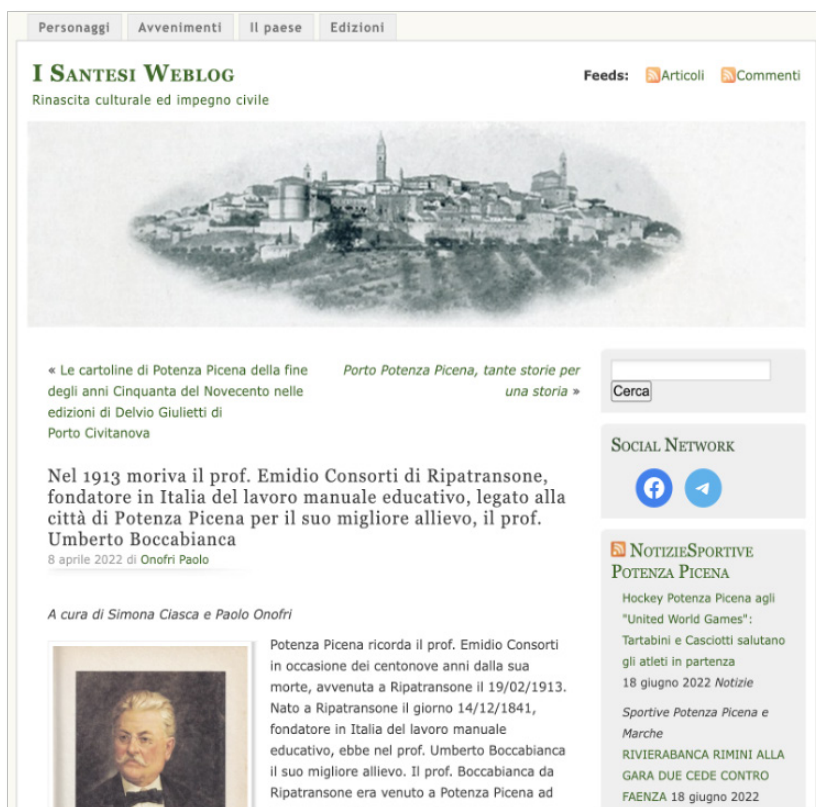 Personaggi Avvenimenti Il paese Edizioni
I Santesi Weblog
Rinascita culturale ed impegno civile
Feeds: Articoli Commenti
« Le cartoline di Potenza Picena della fine
degli anni Cinquanta del Novecento nelle
edizioni di Delvio Giulietti di
Porto Civitanova
Porto Potenza Picena, tante storie per
una storia »
Nel 1913 moriva il prof. Emidio Consorti di Ripatransone,
fondatore in Italia del lavoro manuale educativo, legato alla
città di Potenza Picena per il suo migliore allievo, il prof.
Umberto Boccabianca
8 aprile 2022 di Onofri Paolo
A cura di Simona Ciasca e Paolo Onofri
Potenza Picena ricorda il prof. Emidio Consorti
in occasione dei centonove anni dalla sua
morte, avvenuta a Ripatransone il 19/02/1913.
Nato a Ripatransone il giorno 14/12/1841,
fondatore in Italia del lavoro manuale
educativo, ebbe nel prof. Umberto Boccabianca
il suo migliore allievo. Il prof. Boccabianca da
Ripatransone era venuto a Potenza Picena ad
Cerca
Social Network
NotizieSportive
Potenza Picena
Hockey Potenza Picena agli
"United World Games":
Tartabini e Casciotti salutano
gli atleti in partenza
18 giugno 2022 Notizie
Sportive Potenza Picena e
Marche
RIVIERABANCA RIMINI ALLA
GARA DUE CEDE CONTRO
FAENZA 18 giugno 2022